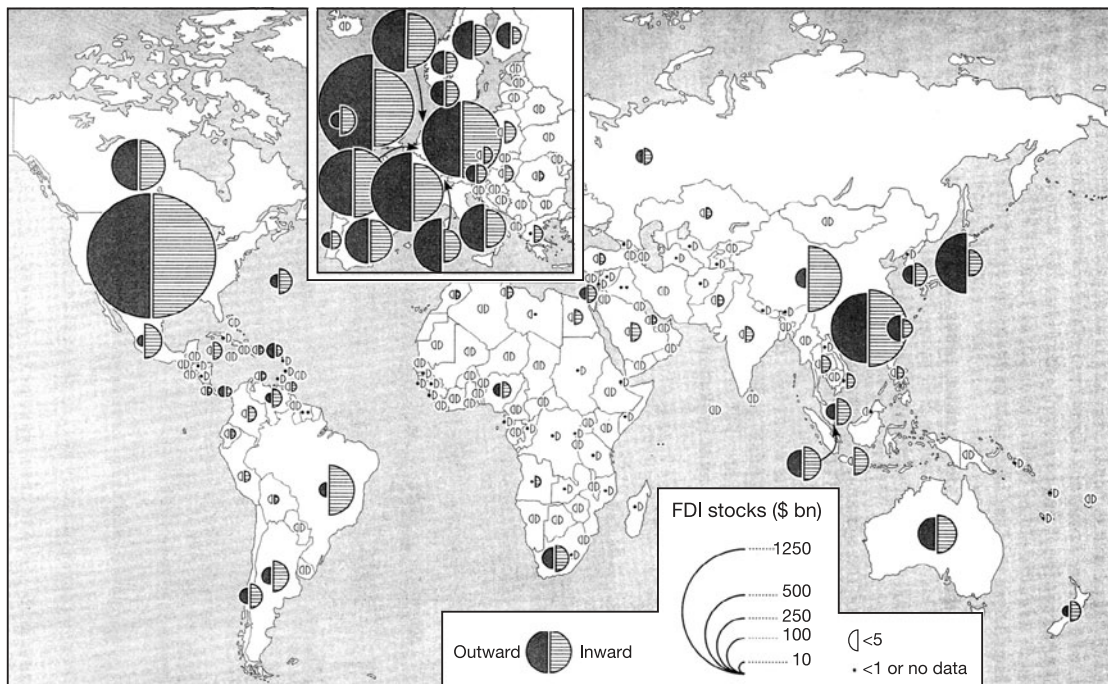 FDI stocks ($ bn)
1250
500
250
100
10
Outward
Inward
<5
<1 or no data